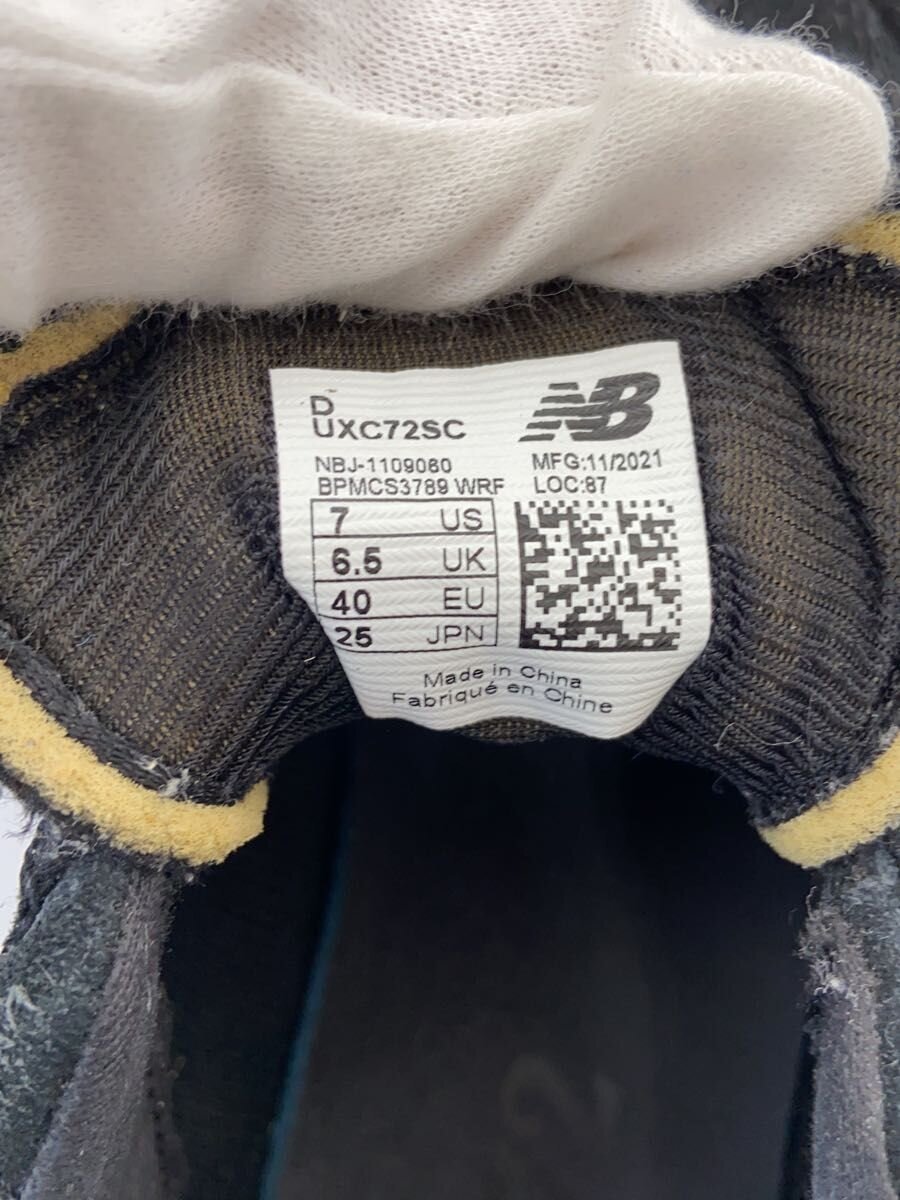 D
UXC72SC
NB
NBJ-1109080
BPMCS3789 WRF
MFG:11/2021
LOC:87
7 US
6.5 UK
40 EU
25 JPN
Made in China
Fabriqué en Chine